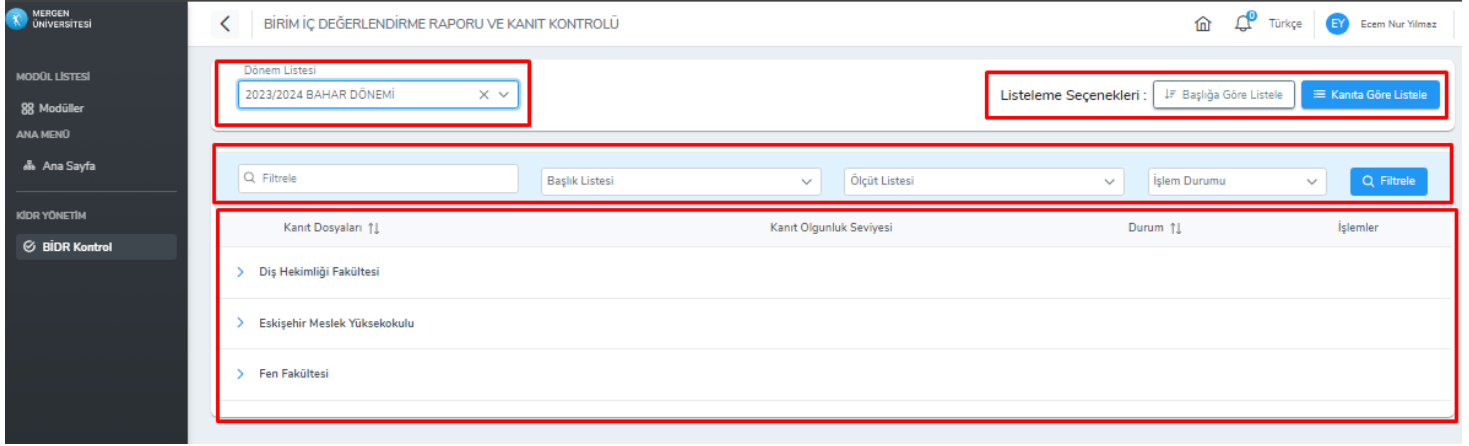 MERGEN
ÜNİVERSİTESİ
BİRİM İÇ DEĞERLENDİRME RAPORU VE KANIT KONTROLÜ
0
Türkçe
EY
Ecem Nur Yılmaz
MODÜL LİSTESİ
Modüller
ANA MENÜ
Ana Sayfa
KİDR YÖNETİM
BİDR Kontrol
Dönem Listesi
2023/2024 BAHAR DÖNEMİ
Listeleme Seçenekleri :
Başlığa Göre Listele
Kanıta Göre Listele
Filtrele
Başlık Listesi
Ölçüt Listesi
İşlem Durumu
Filtrele
Kanıt Dosyaları
Kanıt Olgunluk Seviyesi
Durum
İşlemler
Diş Hekimliği Fakültesi
Eskişehir Meslek Yüksekokulu
Fen Fakültesi